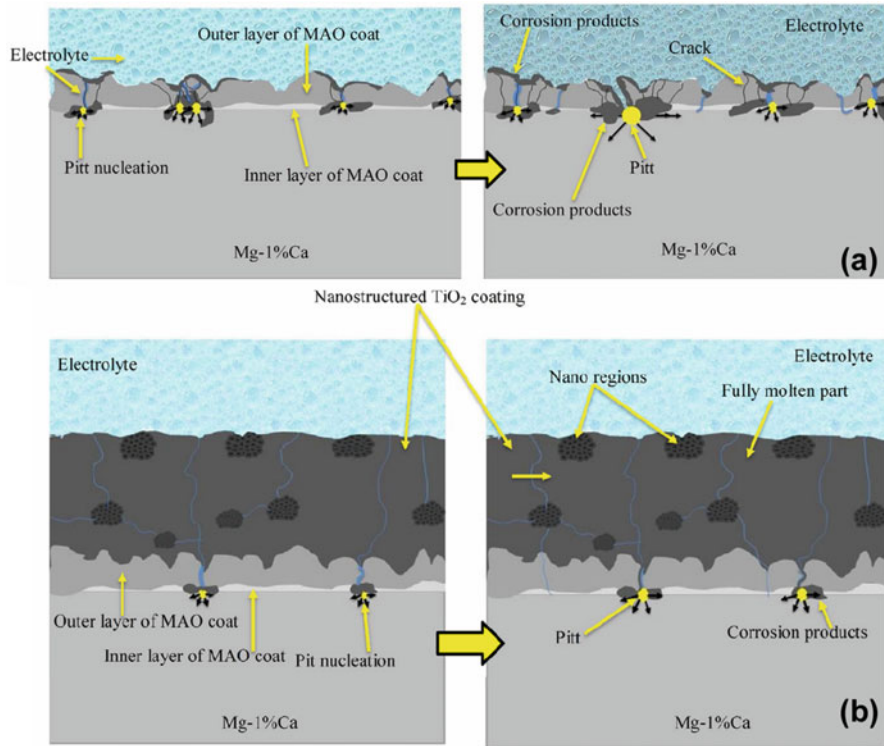 Electrolyte
Outer layer of MAO coat
Pitt nucleation
Inner layer of MAO coat
Mg-1%Ca
Corrosion products
Electrolyte
Crack
Pitt
Corrosion products
Mg-1%Ca
(a)
Nanostructured TiO₂ coating
Electrolyte
Outer layer of MAO coat
Inner layer of MAO coat
Pit nucleation
Mg-1%Ca
Electrolyte
Nano regions
Fully molten part
Pitt
Corrosion products
Mg-1%Ca
(b)